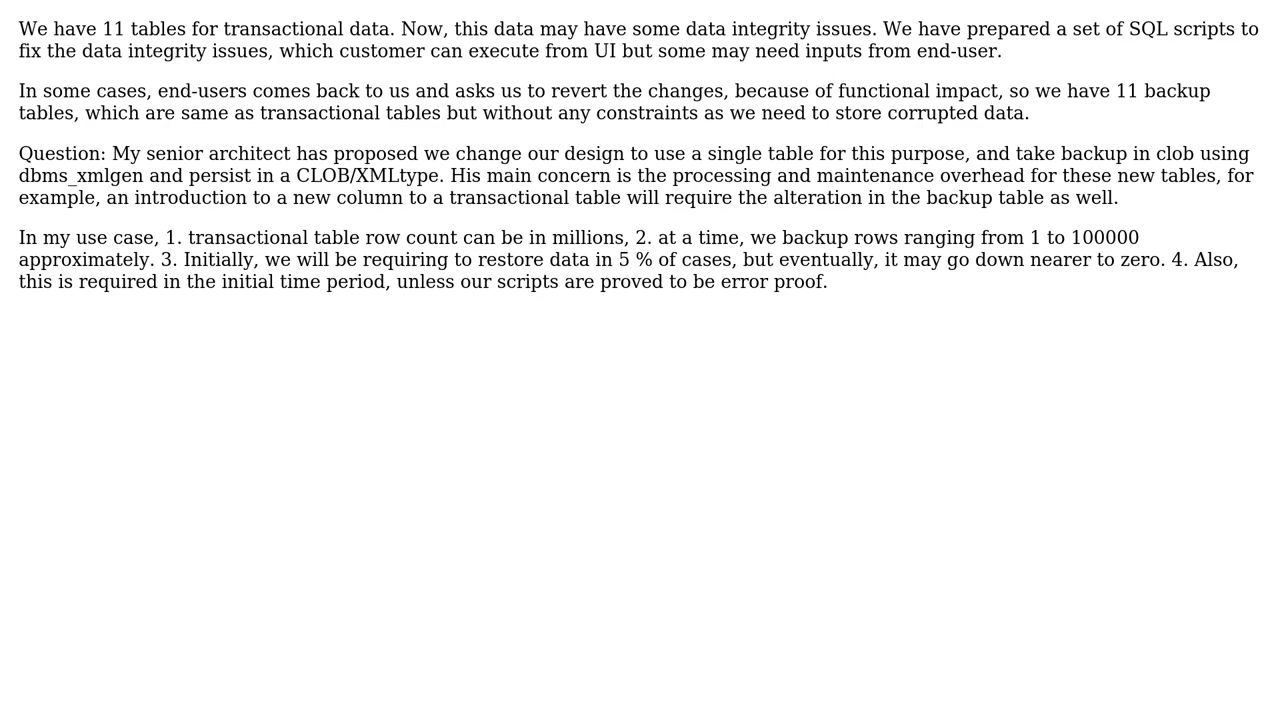 We have 11 tables for transactional data. Now, this data may have some data integrity issues. We have prepared a set of SQL scripts to
fix the data integrity issues, which customer can execute from UI but some may need inputs from end-user.
In some cases, end-users comes back to us and asks us to revert the changes, because of functional impact, so we have 11 backup
tables, which are same as transactional tables but without any constraints as we need to store corrupted data.
Question: My senior architect has proposed we change our design to use a single table for this purpose, and take backup in clob using
dbms_xmlgen and persist in a CLOB/XMLtype. His main concern is the processing and maintenance overhead for these new tables, for
example, an introduction to a new column to a transactional table will require the alteration in the backup table as well.
In my use case, 1. transactional table row count can be in millions, 2. at a time, we backup rows ranging from 1 to 100000
approximately. 3. Initially, we will be requiring to restore data in 5 % of cases, but eventually, it may go down nearer to zero. 4. Also,
this is required in the initial time period, unless our scripts are proved to be error proof.